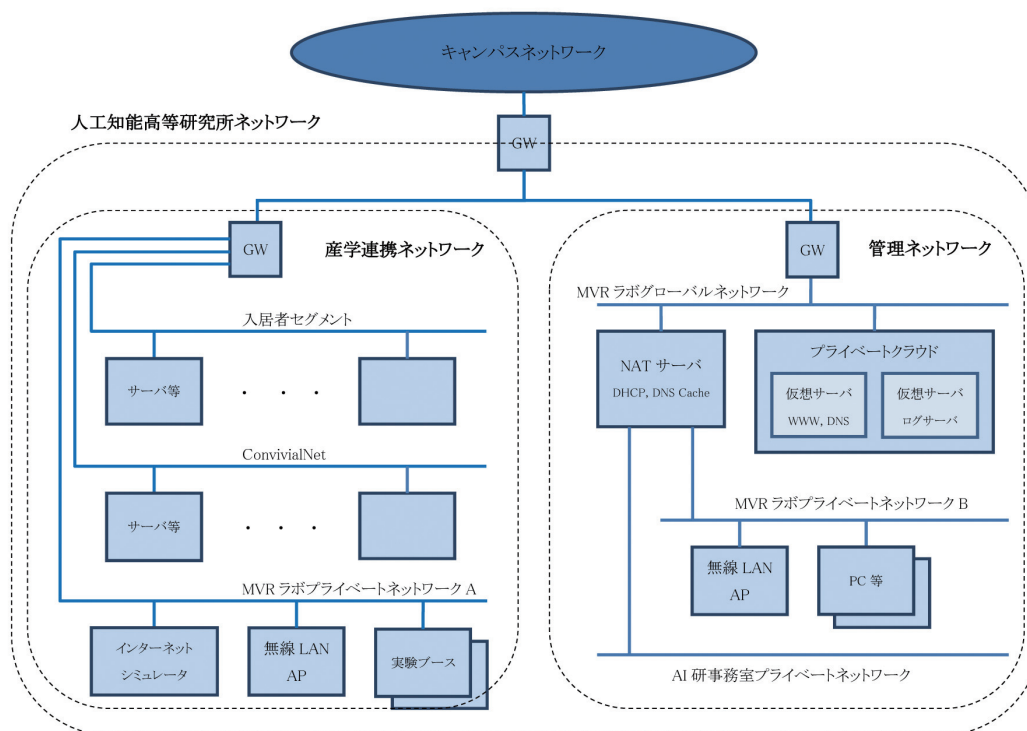 キャンパスネットワーク
人工知能高等研究所ネットワーク
GW
GW
産学連携ネットワーク
入居者セグメント
サーバ等
・ ・ ・
ConvivialNet
サーバ等
・ ・ ・
MVR ラボプライベートネットワーク A
インターネット
シミュレータ
無線 LAN
AP
実験ブース
GW
管理ネットワーク
MVR ラボグローバルネットワーク
NAT サーバ
DHCP, DNS Cache
プライベートクラウド
仮想サーバ
WWW, DNS
仮想サーバ
ログサーバ
MVR ラボプライベートネットワーク B
無線 LAN
AP
PC 等
AI 研事務室プライベートネットワーク